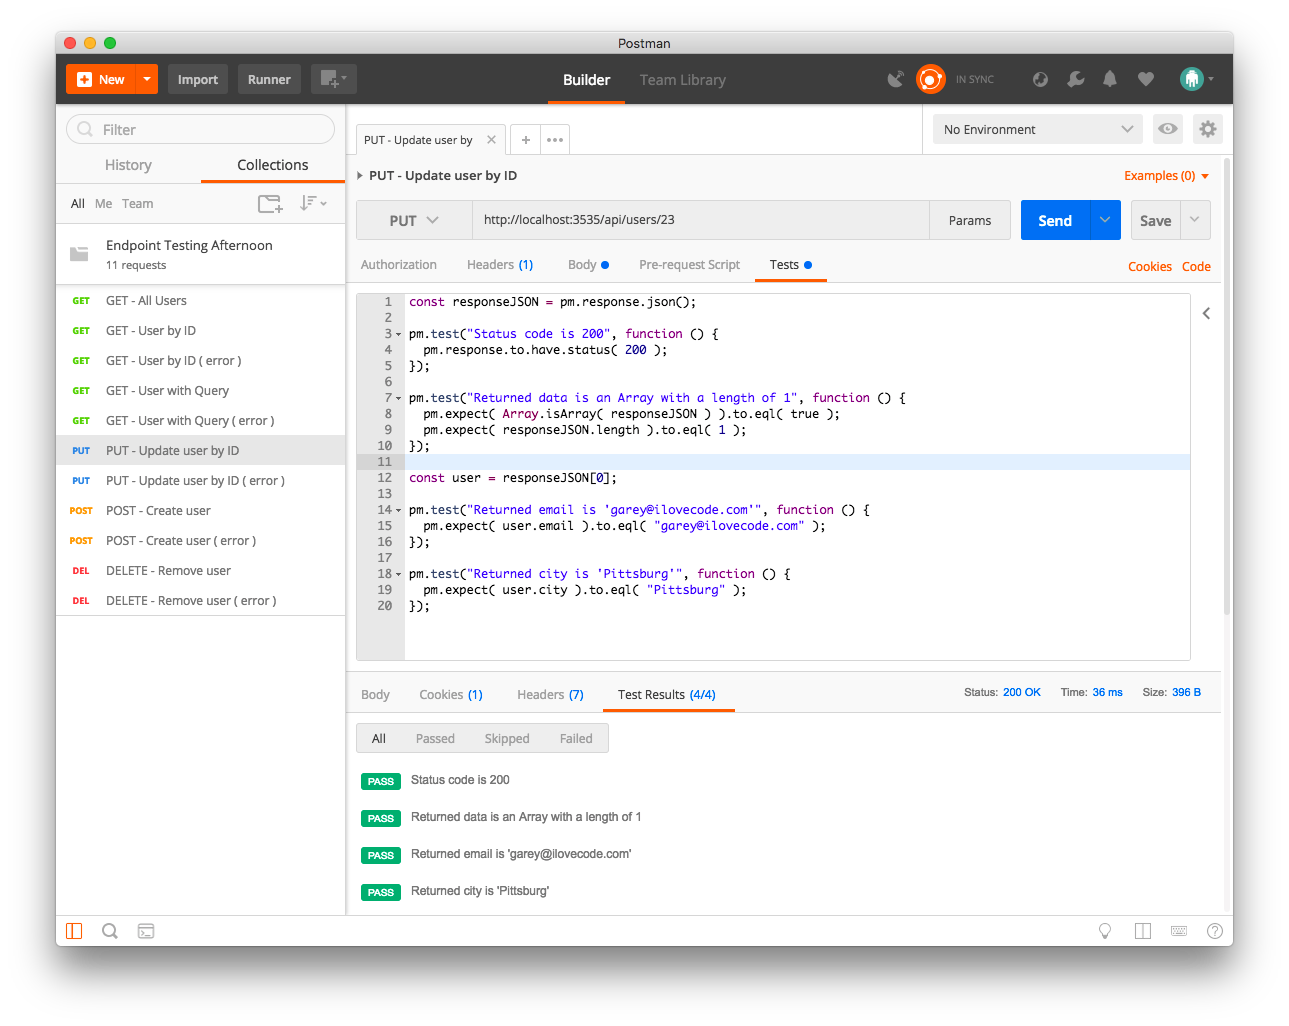 Postman
New
Import
Runner
Builder
Team Library
IN SYNC
Filter
History
Collections
All Me Team
Endpoint Testing Afternoon
11 requests
GET GET - All Users
GET GET - User by ID
GET GET - User by ID ( error )
GET GET - User with Query
GET GET - User with Query ( error )
PUT PUT - Update user by ID
PUT PUT - Update user by ID ( error )
POST POST - Create user
POST POST - Create user ( error )
DEL DELETE - Remove user
DEL DELETE - Remove user ( error )
PUT - Update user by
No Environment
PUT - Update user by ID
Examples (0)
PUT
http://localhost:3535/api/users/23
Params
Send
Save
Authorization
Headers (1)
Body
Pre-request Script
Tests
Cookies Code
1 const responseJSON = pm.response.json();
2
3 pm.test("Status code is 200", function () {
4   pm.response.to.have.status( 200 );
5 });
6
7 pm.test("Returned data is an Array with a length of 1", function () {
8   pm.expect( Array.isArray( responseJSON ) ).to.eql( true );
9   pm.expect( responseJSON.length ).to.eql( 1 );
10 });
11
12 const user = responseJSON[0];
13
14 pm.test("Returned email is 'garey@ilovecode.com'", function () {
15   pm.expect( user.email ).to.eql( "garey@ilovecode.com" );
16 });
17
18 pm.test("Returned city is 'Pittsburg'", function () {
19   pm.expect( user.city ).to.eql( "Pittsburg" );
20 });
Body
Cookies (1)
Headers (7)
Test Results (4/4)
Status: 200 OK
Time: 36 ms
Size: 396 B
All
Passed
Skipped
Failed
PASS Status code is 200
PASS Returned data is an Array with a length of 1
PASS Returned email is 'garey@ilovecode.com'
PASS Returned city is 'Pittsburg'